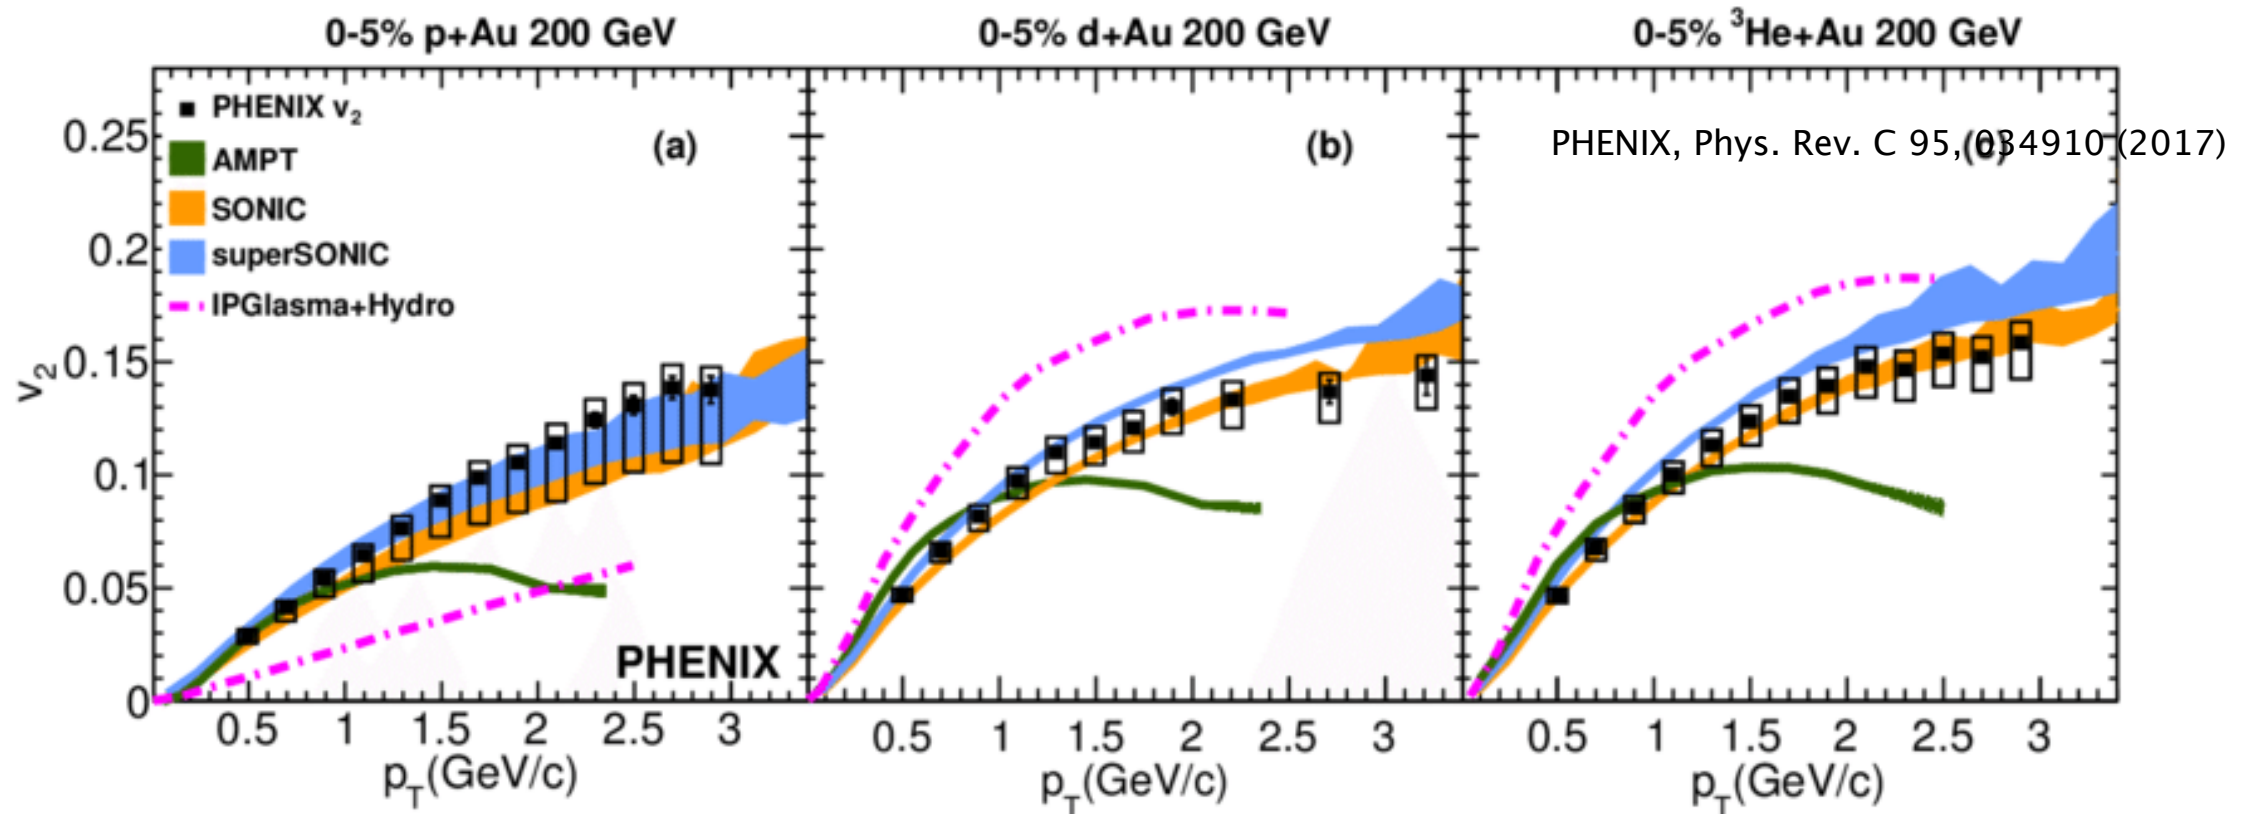 0-5% p+Au 200 GeV
0-5% d+Au 200 GeV
0-5% ³He+Au 200 GeV
PHENIX v₂
AMPT
SONIC
superSONIC
IPGlasma+Hydro
(a)
(b)
(c)
PHENIX, Phys. Rev. C 95, 034910 (2017)
v₂
0.25
0.2
0.15
0.1
0.05
0
PHENIX
0.5 1 1.5 2 2.5 3
0.5 1 1.5 2 2.5 3
0.5 1 1.5 2 2.5 3
p_T(GeV/c)
p_T(GeV/c)
p_T(GeV/c)